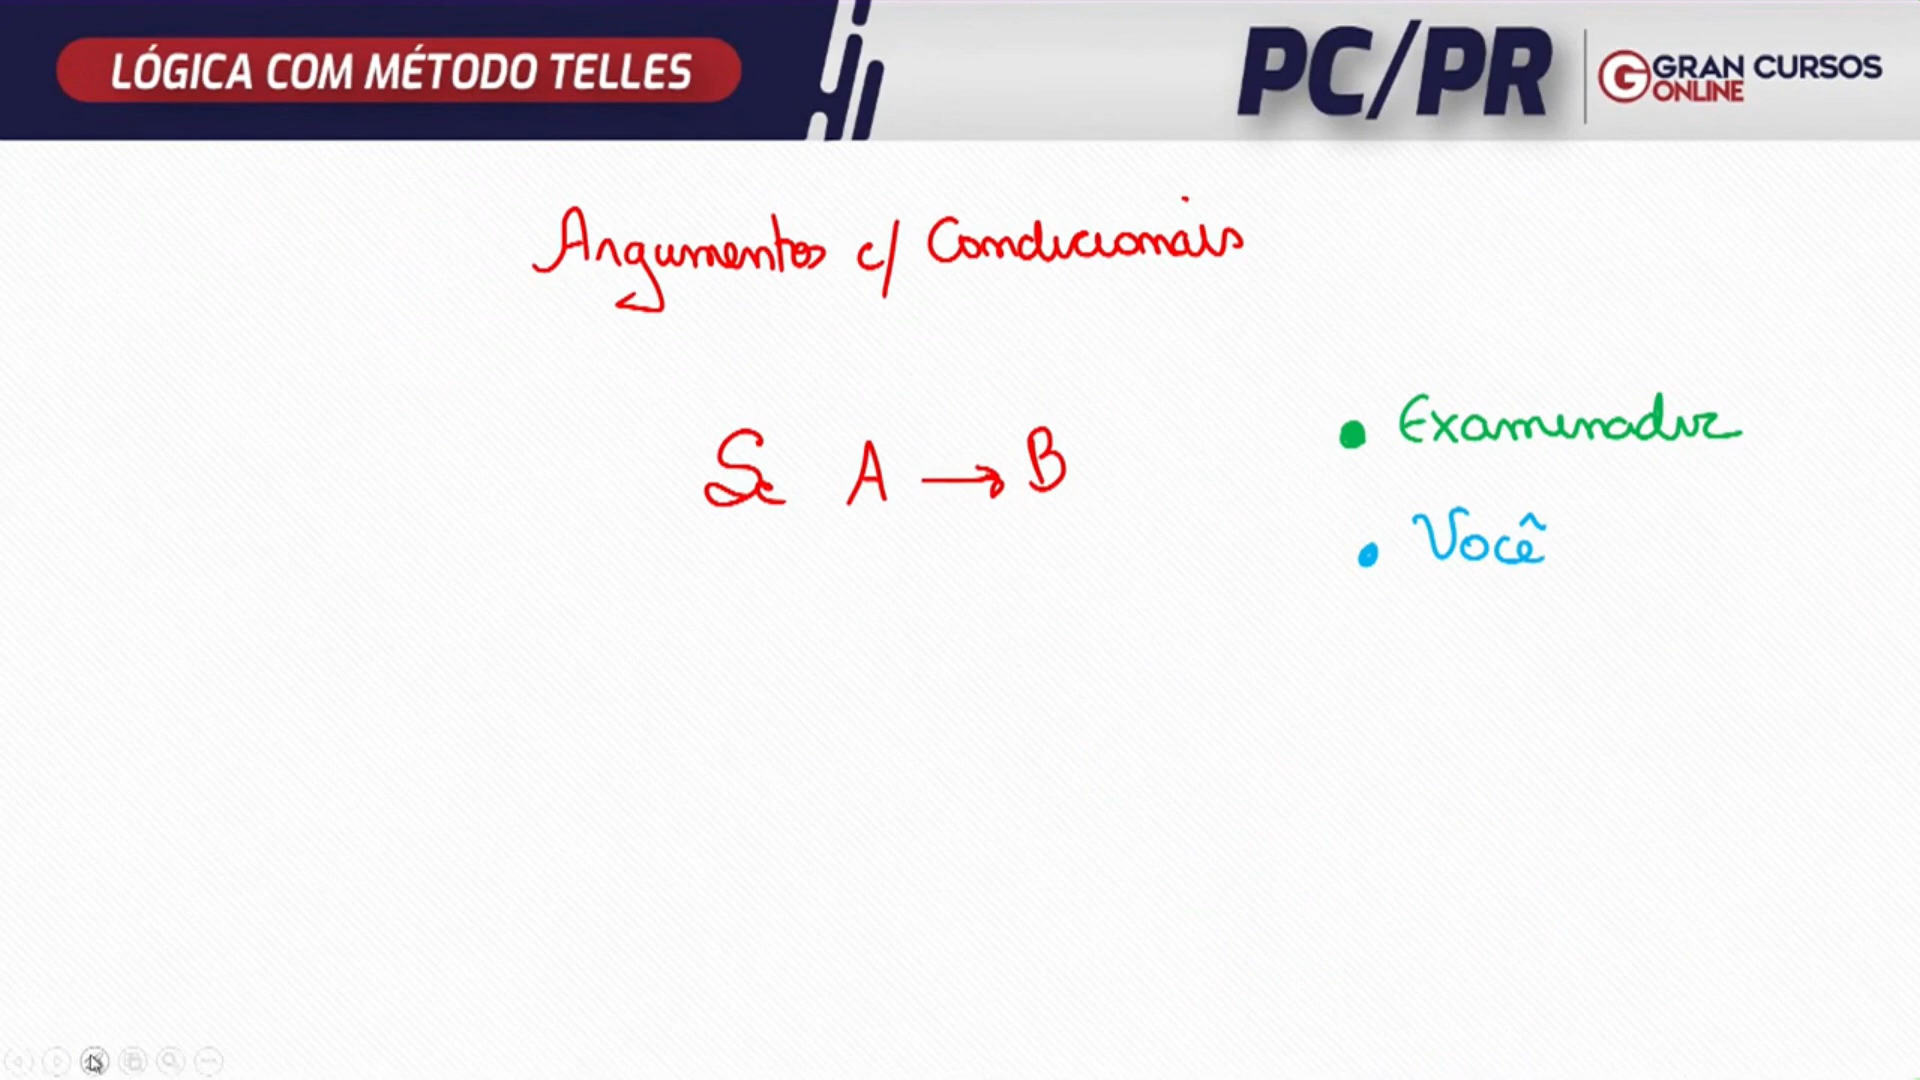 LÓGICA COM MÉTODO TELLES
PC/PR
GRAN CURSOS
ONLINE
Argumentos c/ Condicionais
Se A → B
• Examinador
• Você